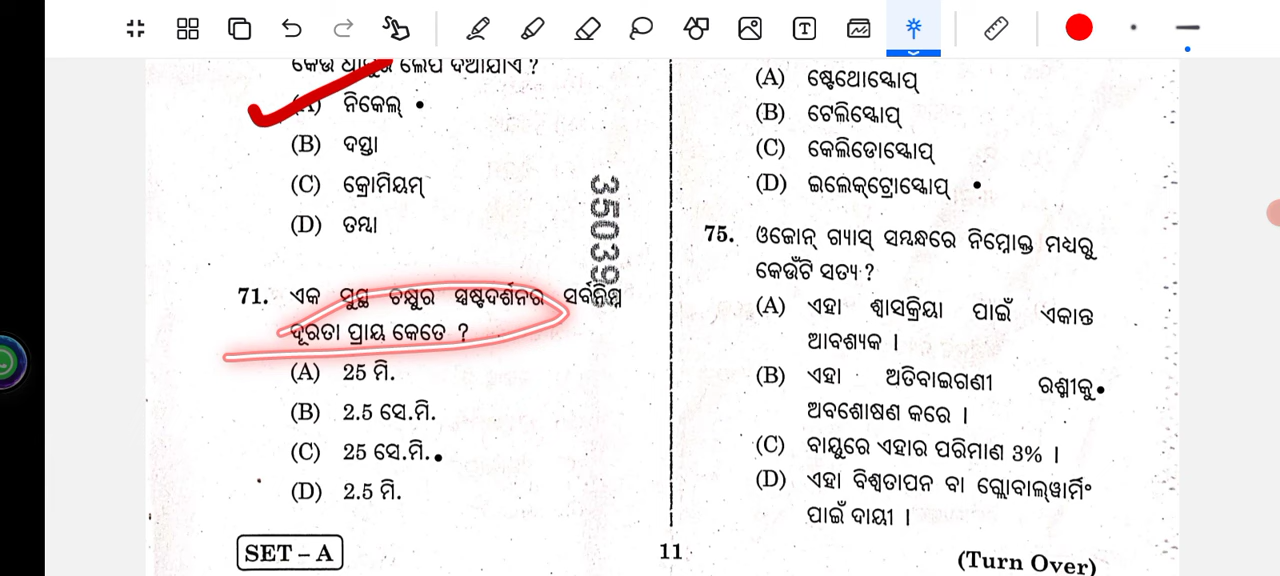 କେଉଁ ଧାତୁର ଲେପ ଦିଆଯାଏ ?
(A) ନିକେଲ୍
(B) ଦସ୍ତା
(C) କ୍ରୋମିୟମ୍
(D) ତମ୍ବା
71. ଏକ ସୁସ୍ଥ ଚକ୍ଷୁର ସ୍ପଷ୍ଟଦର୍ଶନର ସର୍ବନିମ୍ନ
ଦୂରତା ପ୍ରାୟ କେତେ ?
(A) 25 ମି.
(B) 2.5 ସେ.ମି.
(C) 25 ସେ.ମି.
(D) 2.5 ମି.
SET – A
35039
(A) ଷ୍ଟେଥୋସ୍କୋପ୍
(B) ଟେଲିସ୍କୋପ୍
(C) କେଲିଡୋସ୍କୋପ୍
(D) ଇଲେକ୍ଟ୍ରୋସ୍କୋପ୍
75. ଓଜୋନ୍ ଗ୍ୟାସ୍ ସମ୍ବନ୍ଧରେ ନିମ୍ନୋକ୍ତ ମଧ୍ୟରୁ
କେଉଁଟି ସତ୍ୟ ?
(A) ଏହା ଶ୍ୱାସକ୍ରିୟା ପାଇଁ ଏକାନ୍ତ
ଆବଶ୍ୟକ ।
(B) ଏହା ଅତିବାଇଗଣୀ ରଶ୍ମୀକୁ
ଅବଶୋଷଣ କରେ ।
(C) ବାୟୁରେ ଏହାର ପରିମାଣ 3% ।
(D) ଏହା ବିଶ୍ୱତାପନ ବା ଗ୍ଲୋବାଲ୍‌ୱାର୍ମିଂ
ପାଇଁ ଦାୟୀ ।
11
(Turn Over)